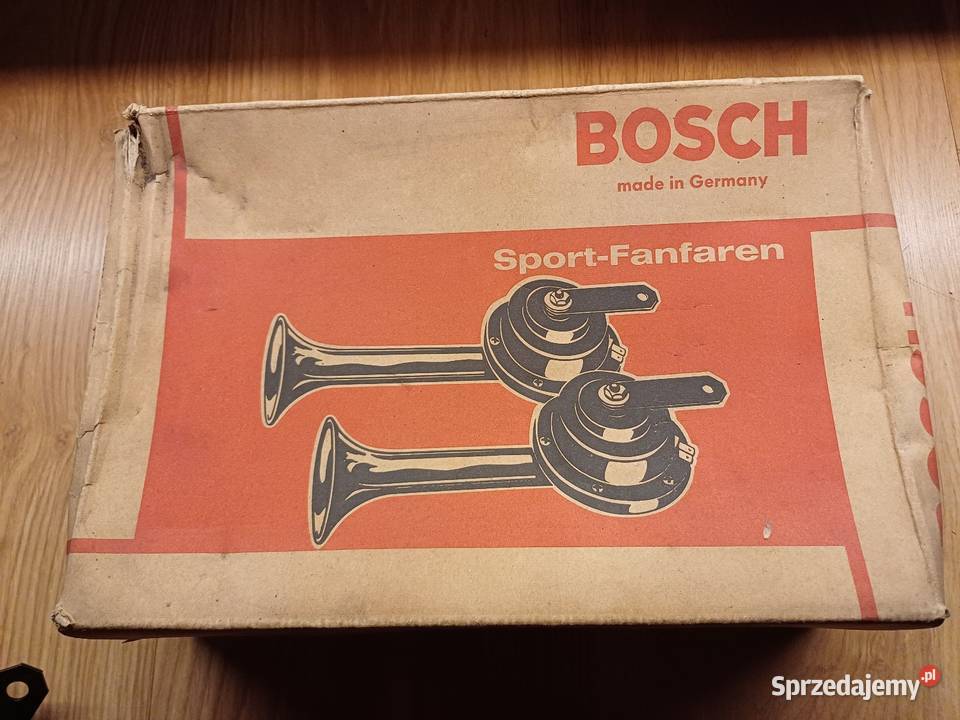 BOSCH
made in Germany
Sport-Fanfaren
Sprzedajemy.pl